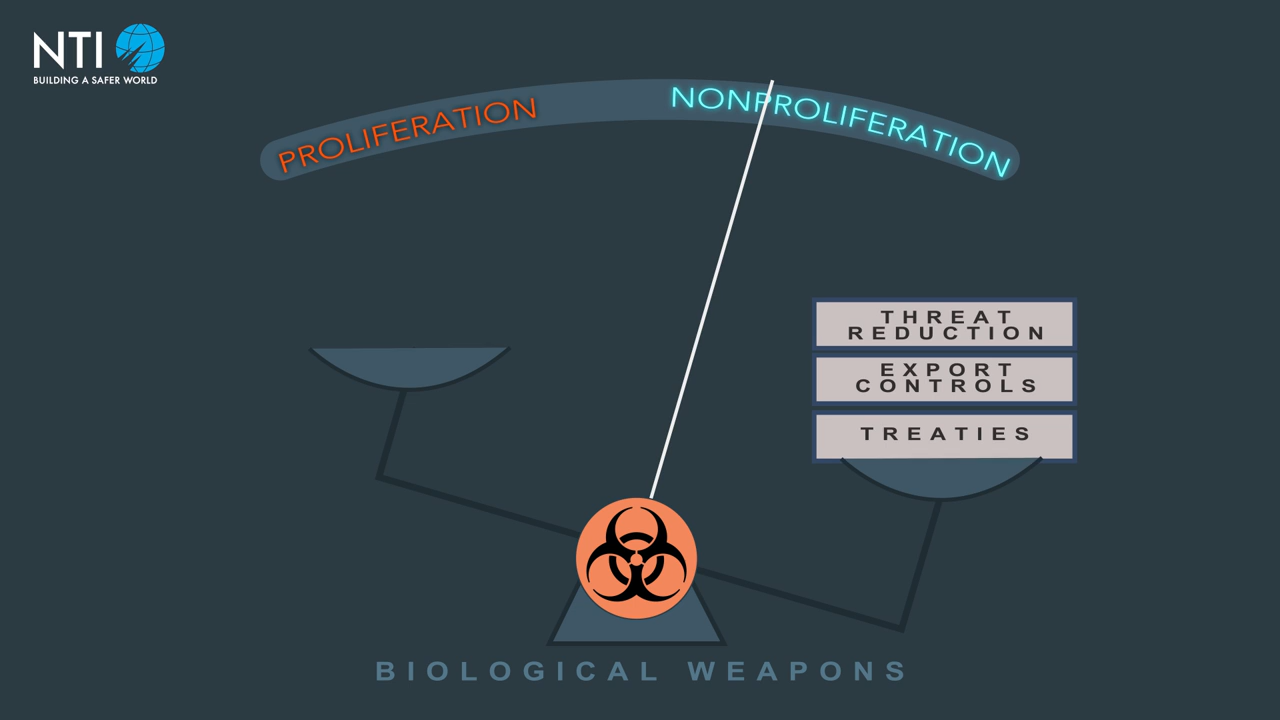 NTI
BUILDING A SAFER WORLD
PROLIFERATION
NONPROLIFERATION
THREAT
REDUCTION
EXPORT
CONTROLS
TREATIES
BIOLOGICAL WEAPONS